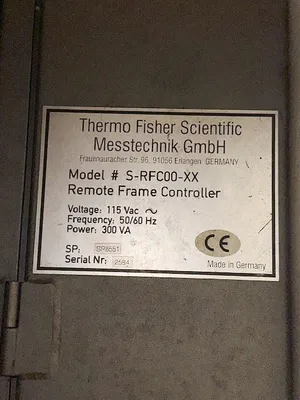 Thermo Fisher Scientific
Messtechnik GmbH
Frauenauracher Str. 96, 91056 Erlangen GERMANY
Model # S-RFC00-XX
Remote Frame Controller
Voltage: 115 Vac ~
Frequency: 50/60 Hz
Power: 300 VA
SP:
Serial Nr: 2584
CE
Made in Germany